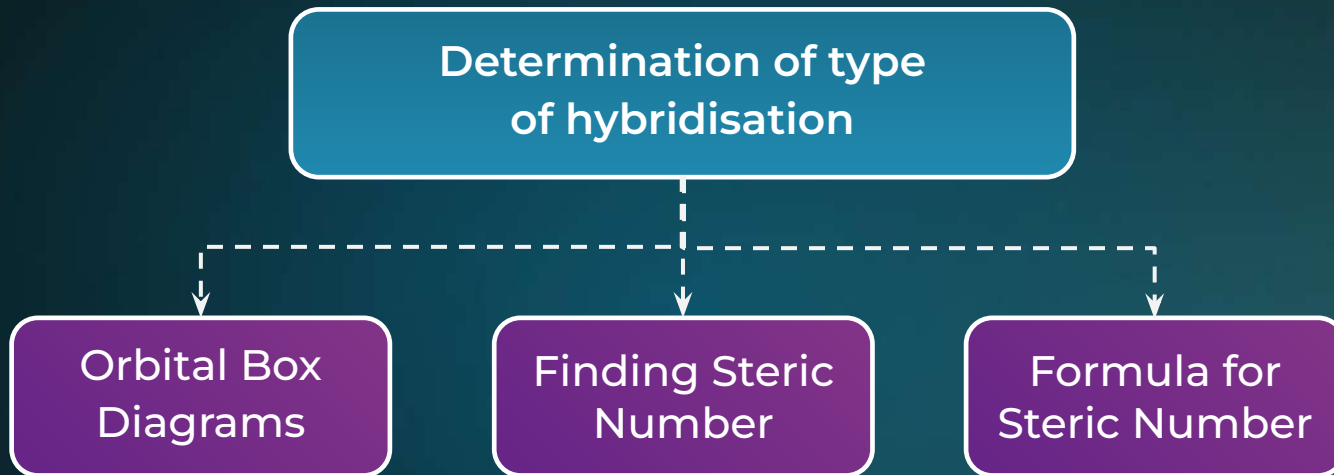 Determination of type
of hybridisation
Orbital Box
Diagrams
Finding Steric
Number
Formula for
Steric Number